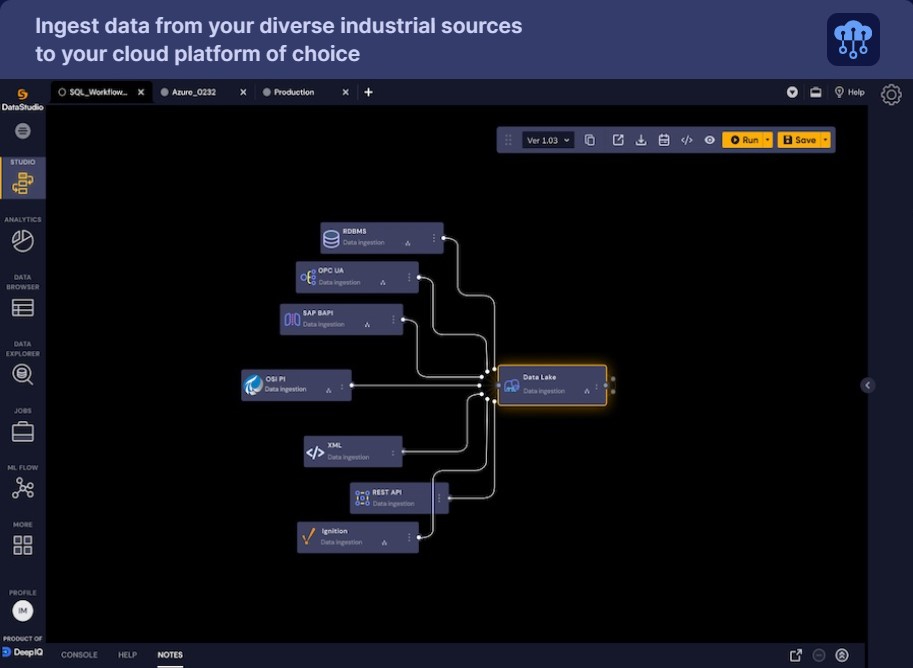 Ingest data from your diverse industrial sources
to your cloud platform of choice
DataStudio
SQL_Workflow...
Azure_0232
Production
Help
Ver 1.03
Run
Save
STUDIO
ANALYTICS
DATA
BROWSER
DATA
EXPLORER
JOBS
ML FLOW
MORE
PROFILE
IM
PRODUCT OF
DeepIQ
RDBMS
Data ingestion
OPC UA
Data ingestion
SAP BAPI
Data ingestion
OSI PI
Data ingestion
Data Lake
Data ingestion
XML
Data ingestion
REST API
Data ingestion
Ignition
Data ingestion
CONSOLE
HELP
NOTES